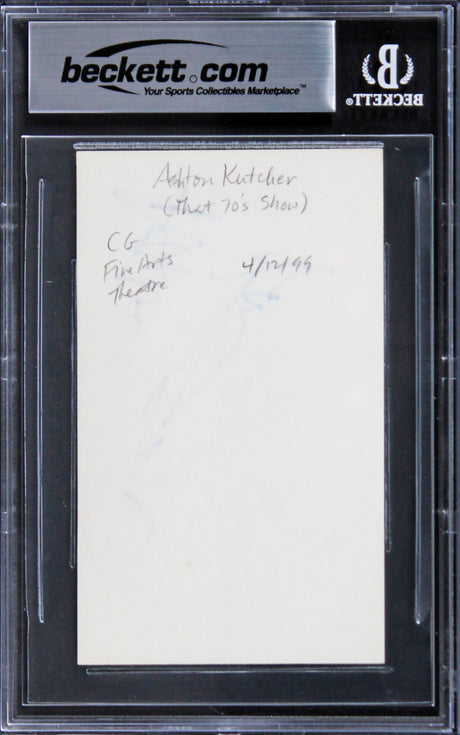 beckett.com
Your Sports Collectibles Marketplace™
B
BECKETT®
Ashton Kutcher
(That 70's Show)
CG
Fine Arts
Theatre
4/12/99